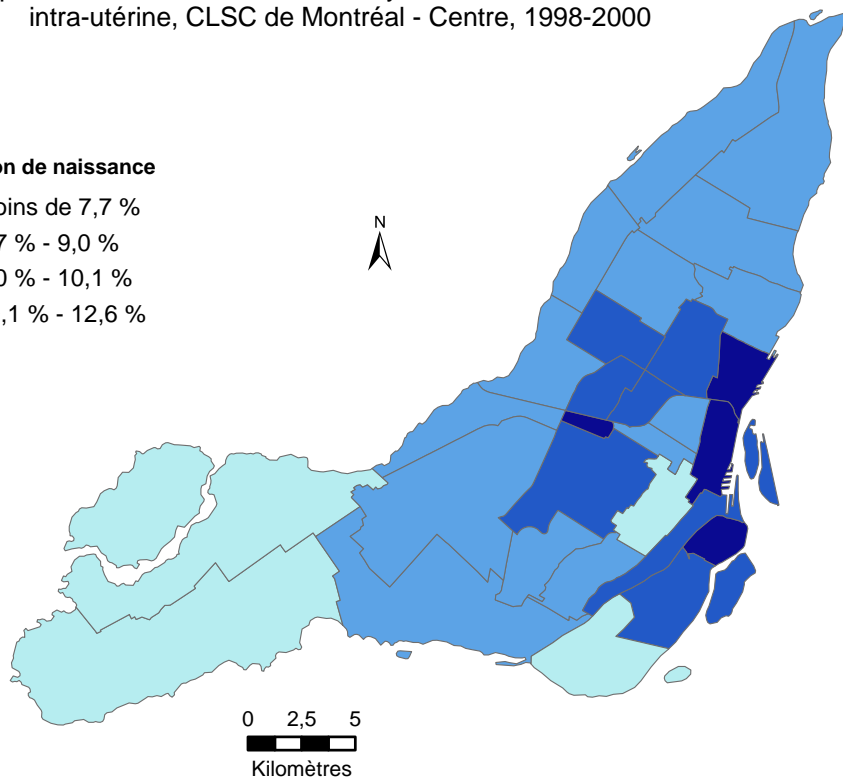 intra-utérine, CLSC de Montréal - Centre, 1998-2000
on de naissance
oins de 7,7 %
7 % - 9,0 %
0 % - 10,1 %
,1 % - 12,6 %
N
0 2,5 5
Kilomètres